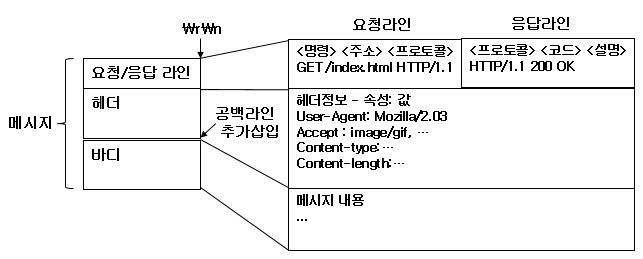 ₩r₩n
요청라인
응답라인
<명령> <주소> <프로토콜>
GET /index.html HTTP/1.1
<프로토콜> <코드> <설명>
HTTP/1.1 200 OK
요청/응답 라인
헤더
공백라인
추가삽입
메시지
바디
헤더정보 - 속성: 값
User-Agent: Mozilla/2.03
Accept : image/gif, …
Content-type: …
Content-length:…
메시지 내용
…